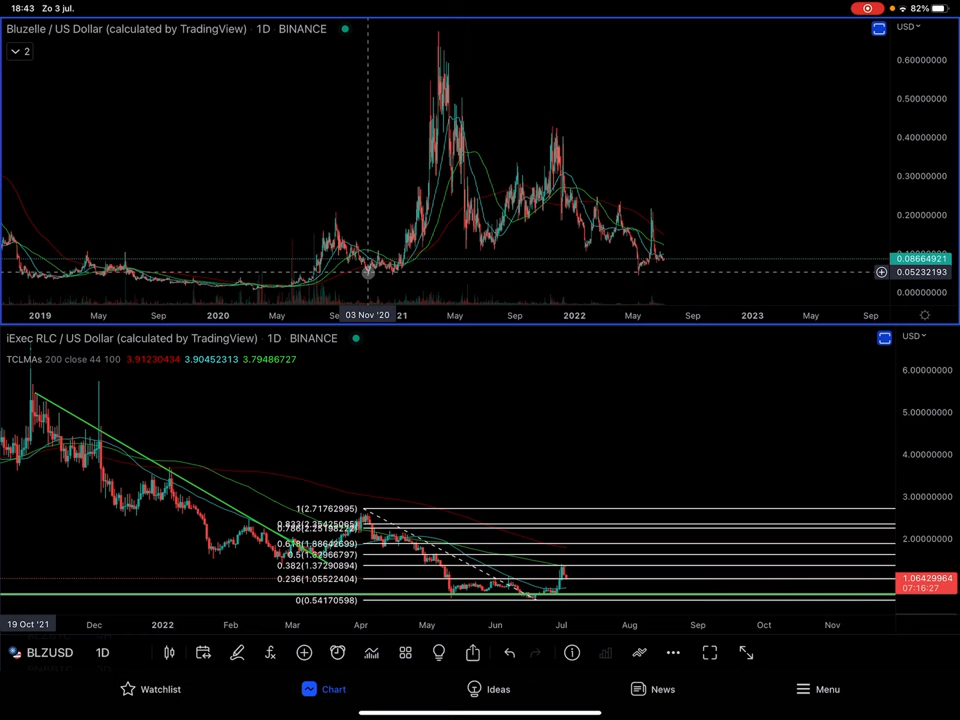 18:43 Zo 3 jul. 82%
Bluzelle / US Dollar (calculated by TradingView) · 1D · BINANCE USD
2
0.60000000
0.50000000
0.40000000
0.30000000
0.20000000
0.08664921
0.05232193
0.00000000
2019 May Sep 2020 May 03 Nov '20 21 May Sep 2022 May Sep 2023 May Sep
iExec RLC / US Dollar (calculated by TradingView) · 1D · BINANCE USD
TCLMAs 200 close 44 100 3.91230434 3.90452313 3.79486727
6.00000000
5.00000000
4.00000000
3.00000000
1(2.71762995)
2.00000000
0.618(1.88642699)
0.382(1.37290894)
0.236(1.05522404)
1.06429964
07:16:27
0(0.54170598)
19 Oct '21 Dec 2022 Feb Mar Apr May Jun Jul Aug Sep Oct Nov
BLZUSD 1D
Watchlist Chart Ideas News Menu